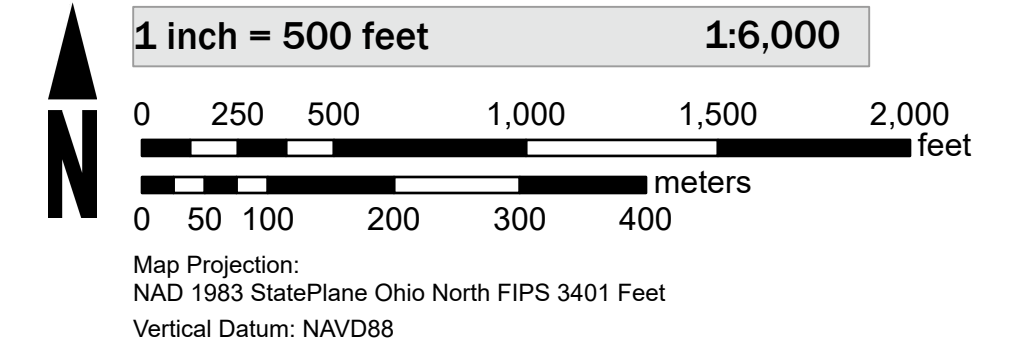 1 inch = 500 feet 1:6,000
0 250 500 1,000 1,500 2,000
feet
meters
0 50 100 200 300 400
N
Map Projection:
NAD 1983 StatePlane Ohio North FIPS 3401 Feet
Vertical Datum: NAVD88